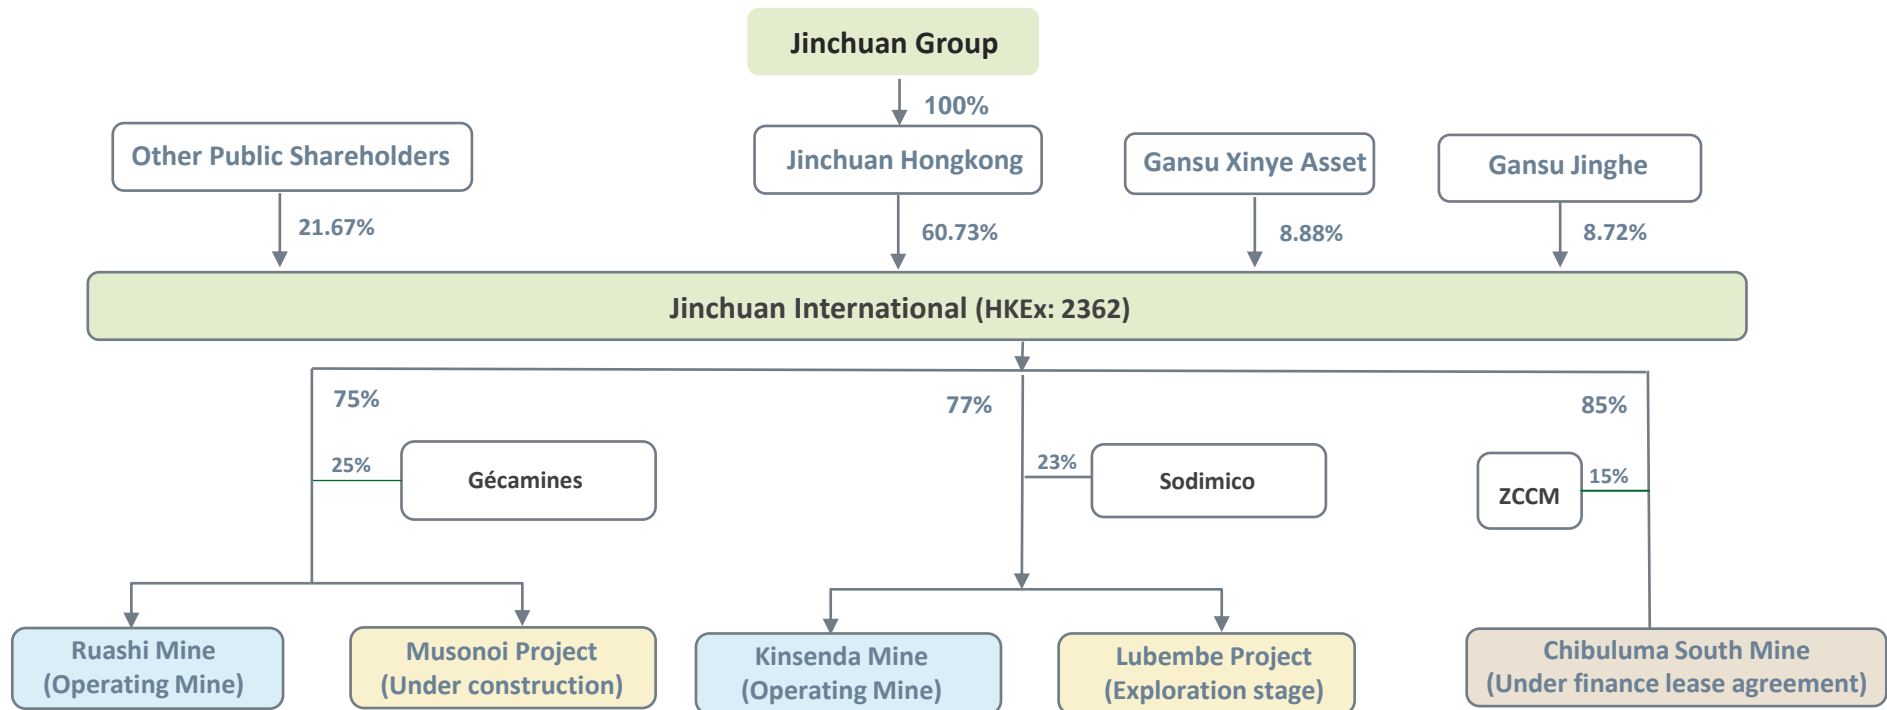 Jinchuan Group
100%
Other Public Shareholders
Jinchuan Hongkong
Gansu Xinye Asset
Gansu Jinghe
21.67%
60.73%
8.88%
8.72%
Jinchuan International (HKEx: 2362)
75%
77%
85%
25%
Gécamines
23%
Sodimico
ZCCM
15%
Ruashi Mine
(Operating Mine)
Musonoi Project
(Under construction)
Kinsenda Mine
(Operating Mine)
Lubembe Project
(Exploration stage)
Chibuluma South Mine
(Under finance lease agreement)